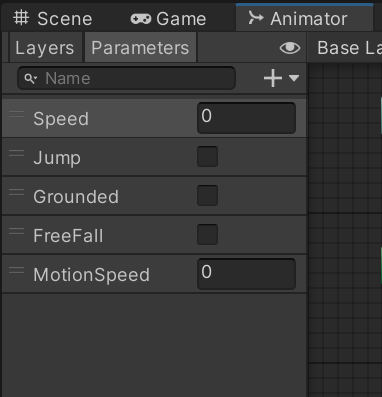 Scene Game Animator
Layers Parameters Base La
Name
Speed 0
Jump
Grounded
FreeFall
MotionSpeed 0